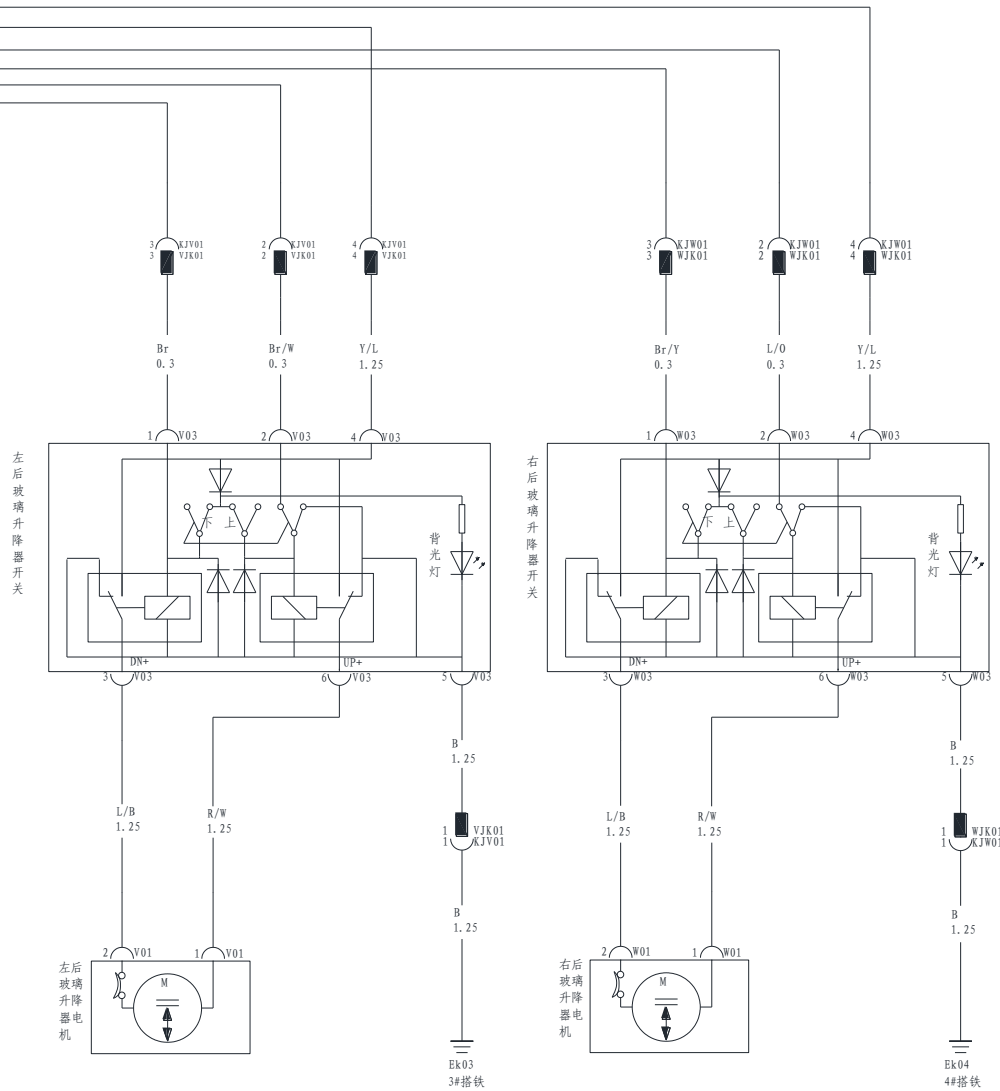 3 KJV01 2 KJV01 4 KJV01 3 KJW01 2 KJW01 4 KJW01
3 VJK01 2 VJK01 4 VJK01 3 WJK01 2 WJK01 4 WJK01
Br Br/W Y/L Br/Y L/O Y/L
0.3 0.3 1.25 0.3 0.3 1.25
1 V03 2 V03 4 V03 1 W03 2 W03 4 W03
左后玻璃升降器开关
下 上
背光灯
右后玻璃升降器开关
下 上
背光灯
DN+ UP+ DN+ UP+
3 V03 6 V03 5 V03 3 W03 6 W03 5 W03
B B
1.25 1.25
L/B R/W L/B R/W
1.25 1.25 1.25 1.25
1 VJK01 1 WJK01
1 KJV01 1 KJW01
B B
1.25 1.25
2 V01 1 V01 2 W01 1 W01
左后
玻璃
升降
器电
机
M
右后
玻璃
升降
器电
机
M
Ek03 Ek04
3#搭铁 4#搭铁